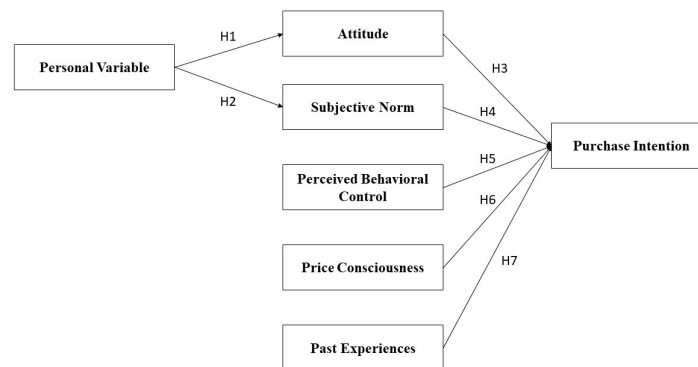 Attitude
H1
H3
Personal Variable
H2
Subjective Norm
H4
Purchase Intention
H5
Perceived Behavioral
Control
H6
Price Consciousness
H7
Past Experiences